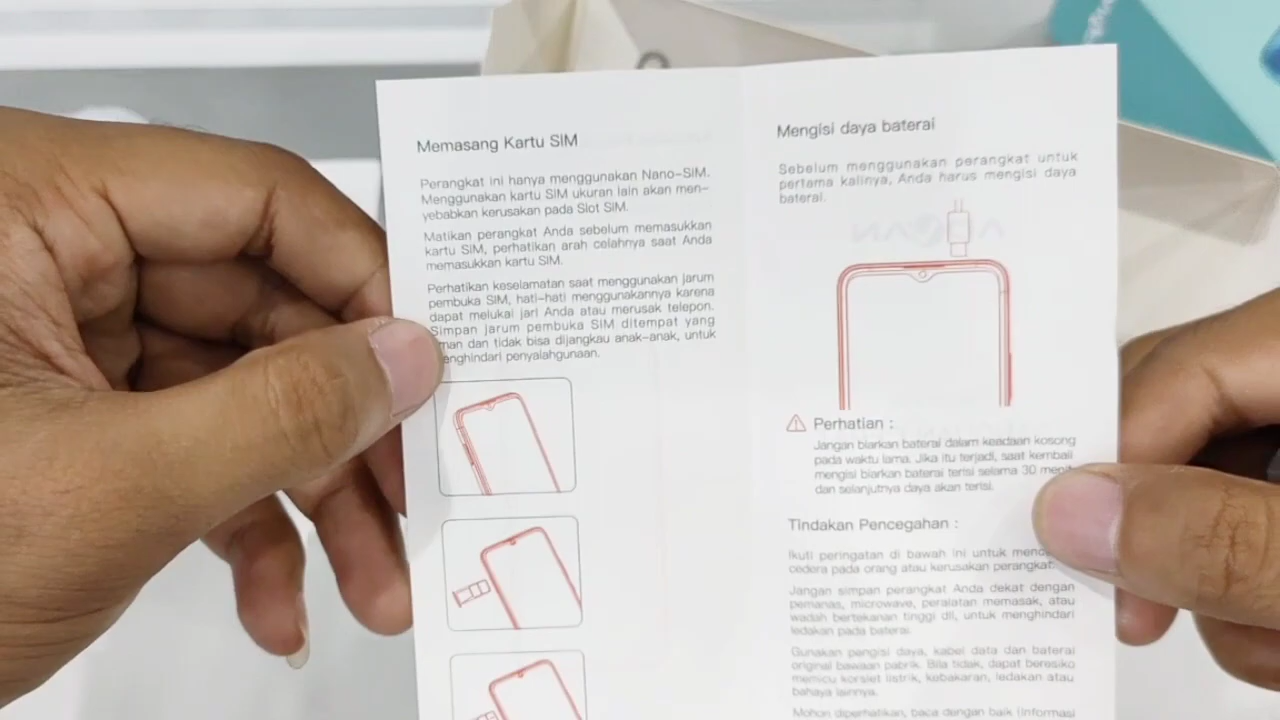 Memasang Kartu SIM
Perangkat ini hanya menggunakan Nano-SIM.
Menggunakan kartu SIM ukuran lain akan men-
yebabkan kerusakan pada Slot SIM.
Matikan perangkat Anda sebelum memasukkan
kartu SIM, perhatikan arah celahnya saat Anda
memasukkan kartu SIM.
Perhatikan keselamatan saat menggunakan jarum
pembuka SIM, hati-hati menggunakannya karena
dapat melukai jari Anda atau merusak telepon.
Simpan jarum pembuka SIM ditempat yang
dan tidak bisa dijangkau anak-anak, untuk
penyalahgunaan.
Mengisi daya baterai
Sebelum menggunakan perangkat untuk
pertama kalinya, Anda harus mengisi daya
baterai.
Perhatian :
Jangan biarkan baterai dalam keadaan kosong
pada waktu lama. Jika itu terjadi, saat kembali
mengisi biarkan baterai terisi selama 30 menit
dan selanjutnya daya akan terisi.
Tindakan Pencegahan :
Ikuti peringatan di bawah ini untuk
cedera pada orang atau kerusakan perangkat.
Jangan simpan perangkat Anda dekat dengan
pemanas, microwave, peralatan memasak, atau
wadah bertekanan tinggi dll, untuk menghindari
ledakan pada baterai.
Gunakan pengisi daya, kabel data dan baterai
original bawaan pabrik. Bila tidak, dapat beresiko
memicu korslet listrik, kebakaran, ledakan atau
bahaya lainnya.
Mohon diperhatikan, baca dengan baik (Informasi